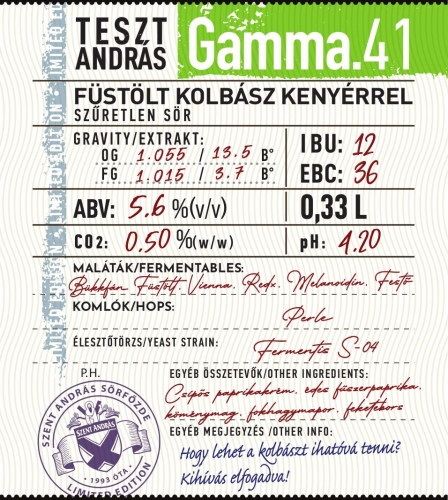 TESZT
ANDRÁS
Gamma.41
FÜSTÖLT KOLBÁSZ KENYÉRREL
SZŰRETLEN SÖR
GRAVITY/EXTRAKT:
OG 1.055 / 13.5 B°
FG 1.015 / 3.7 B°
IBU: 12
EBC: 36
ABV: 5.6 %(v/v)
0,33 L
CO2: 0.50 %(w/w)
pH: 4.20
MALÁTÁK/FERMENTABLES:
Bükkfán Füstölt Vienna, Redx, Melanoidin, Festő
KOMLÓK/HOPS:
Perle
ÉLESZTŐTÖRZS/YEAST STRAIN:
Fermentis S-04
P.H.
EGYÉB ÖSSZETEVŐK/OTHER INGREDIENTS:
Csípős paprikakrém, édes fűszerpaprika,
köménymag, fokhagymapor, feketebors
EGYÉB MEGJEGYZÉS /OTHER INFO:
Hogy lehet a kolbászt ihatóvá tenni?
Kihívás elfogadva!
SZENT ANDRÁS SÖRFŐZDE
SZENT ANDRÁS
• 1993 ÓTA •
LIMITED EDITION
LIMITED EDITION • LIMITED EDITION